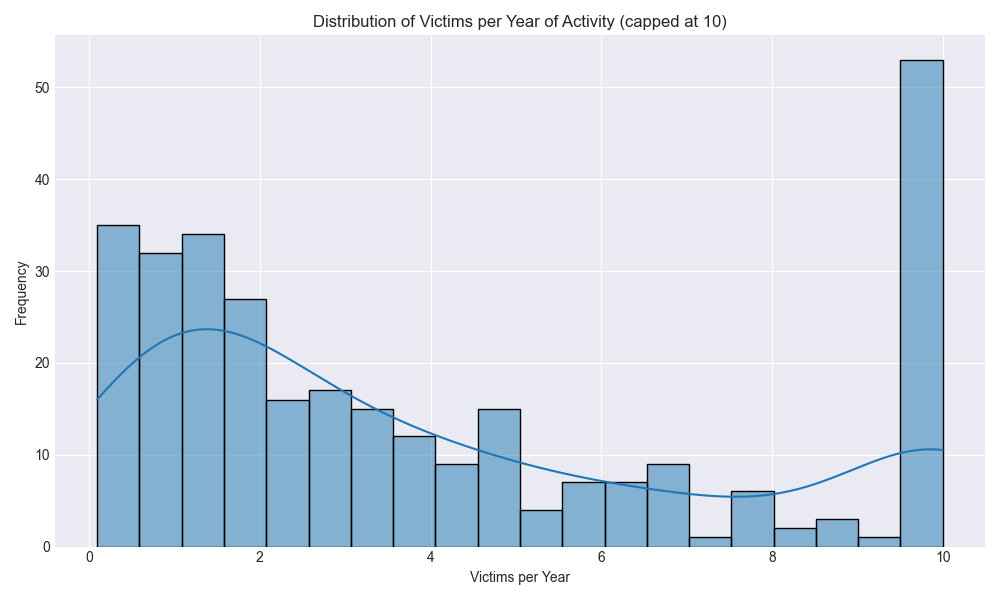 Distribution of Victims per Year of Activity (capped at 10)
Frequency
50
40
30
20
10
0
0 2 4 6 8 10
Victims per Year